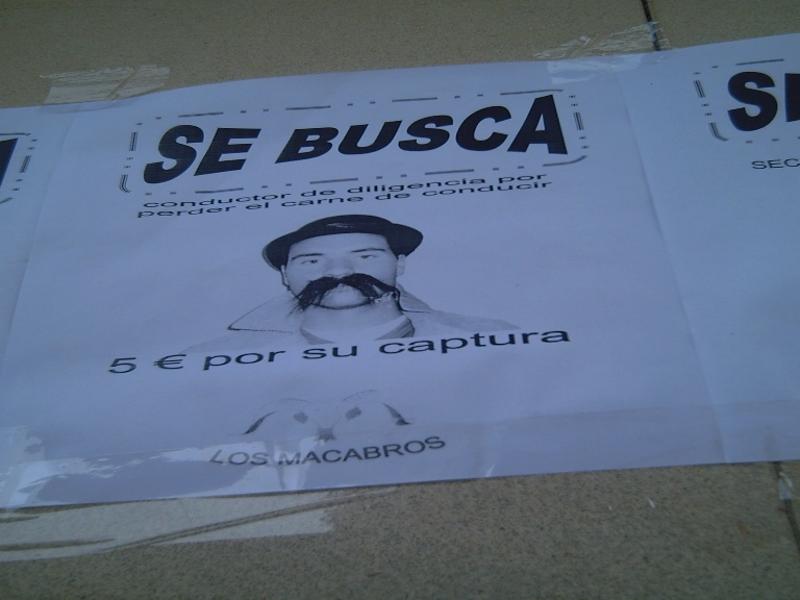 SE BUSCA
conductor de diligencia por
perder el carne de conducir
5 € por su captura
LOS MACABROS